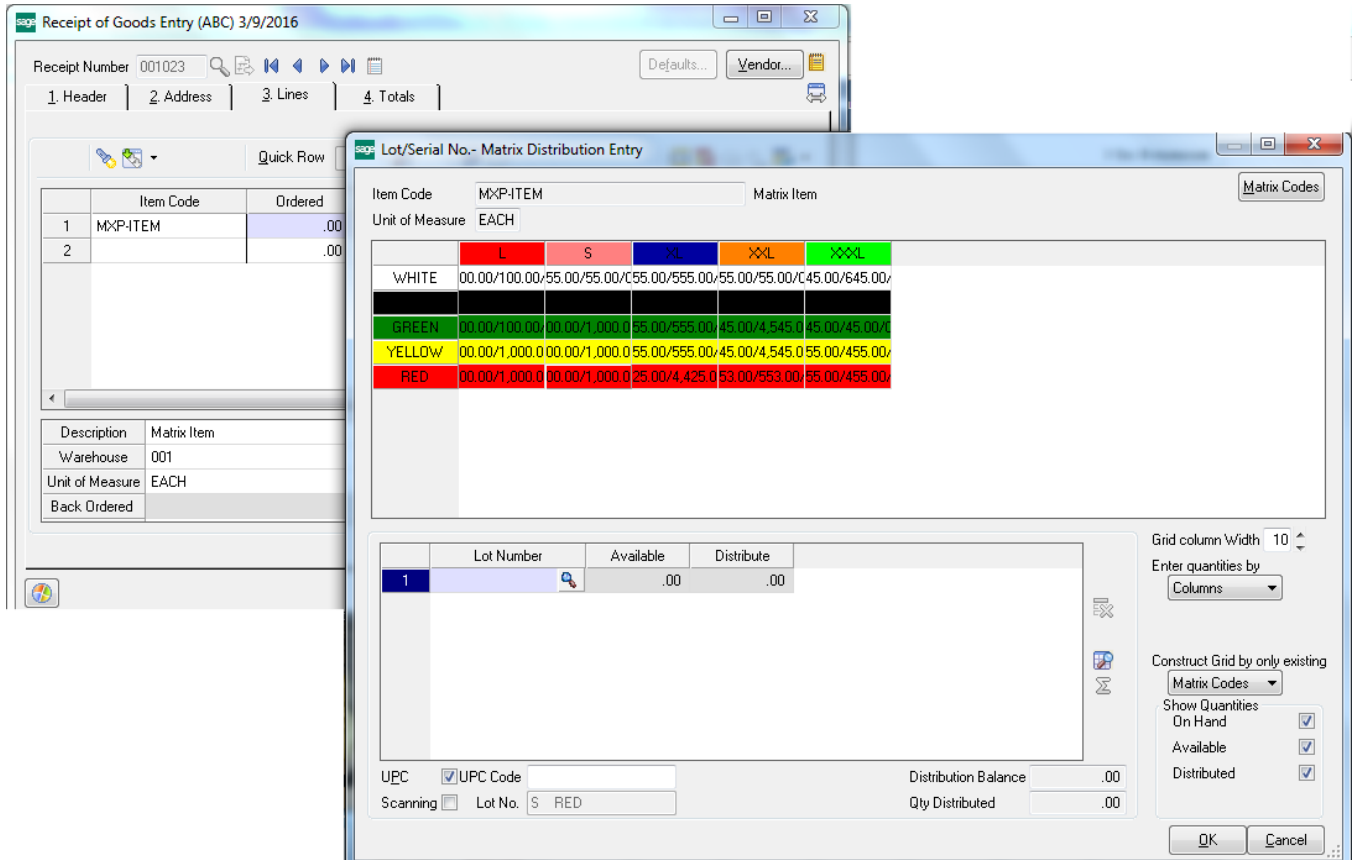 sage Receipt of Goods Entry (ABC) 3/9/2016
Receipt Number 001023 Defaults... Vendor...
1. Header 2. Address 3. Lines 4. Totals
Quick Row
Item Code Ordered
1 MXP-ITEM .00
2 .00
Description Matrix Item
Warehouse 001
Unit of Measure EACH
Back Ordered
sage Lot/Serial No.- Matrix Distribution Entry
Item Code MXP-ITEM Matrix Item Matrix Codes
Unit of Measure EACH
L S XL XXL XXXL
WHITE 00.00/100.00/ 55.00/55.00/0 55.00/555.00/ 55.00/55.00/0 45.00/645.00/
GREEN 00.00/100.00/ 00.00/1,000.0 55.00/555.00/ 45.00/4,545.0 45.00/45.00/0
YELLOW 00.00/1,000.0 00.00/1,000.0 55.00/555.00/ 45.00/4,545.0 55.00/455.00/
RED 00.00/1,000.0 00.00/1,000.0 25.00/4,425.0 53.00/553.00/ 55.00/455.00/
Lot Number Available Distribute
1 .00 .00
Grid column Width 10
Enter quantities by
Columns
Construct Grid by only existing
Matrix Codes
Show Quantities
On Hand
Available
Distributed
UPC UPC Code Distribution Balance .00
Scanning Lot No. S RED Qty Distributed .00
OK Cancel